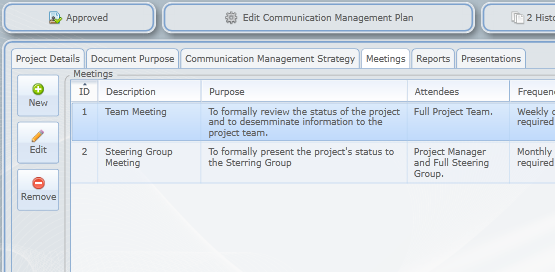 Approved
Edit Communication Management Plan
2 Histo
Project Details
Document Purpose
Communication Management Strategy
Meetings
Reports
Presentations
Meetings
New
Edit
Remove
ID Description Purpose Attendees Frequen
1 Team Meeting To formally review the status of the project Full Project Team. Weekly o
and to desemminate information to the required
project team.
2 Steering Group To formally present the project's status to Project Manager Monthly
Meeting the Sterring Group and Full Steering required
Group.